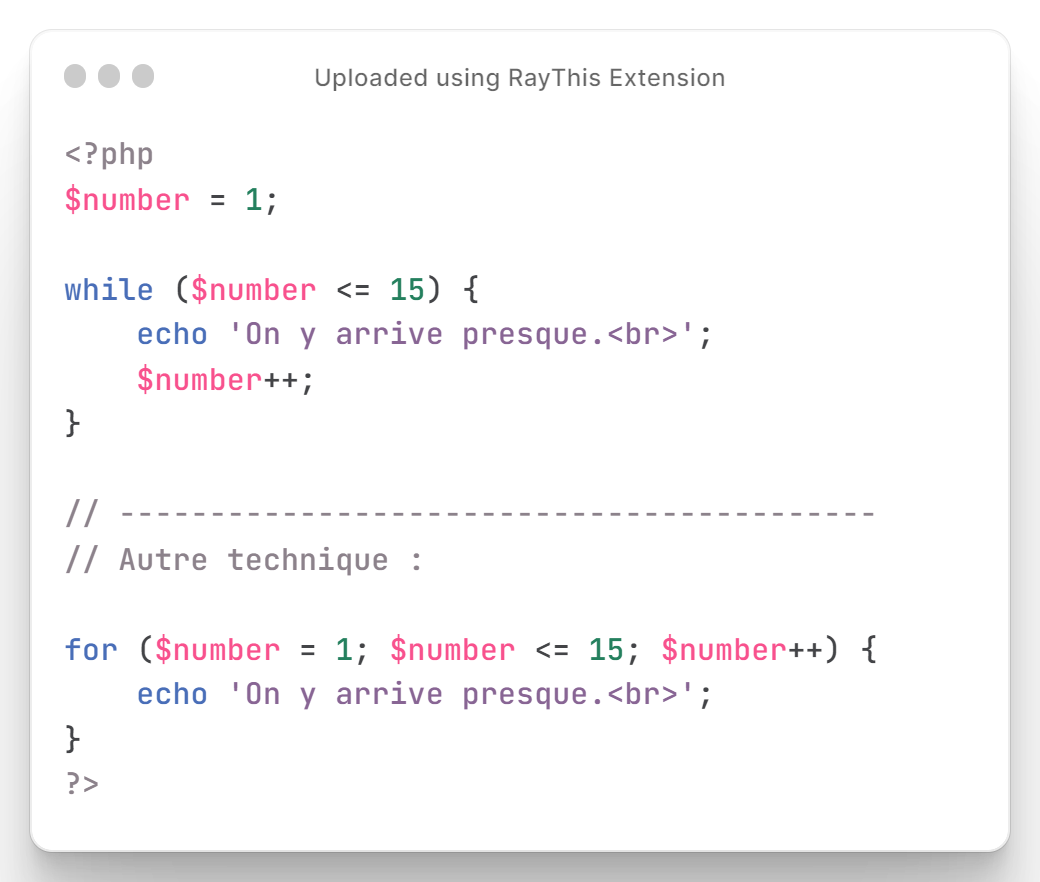 Uploaded using RayThis Extension
<?php
$number = 1;
while ($number <= 15) {
    echo 'On y arrive presque.<br>';
    $number++;
}
// ------------------------------------------
// Autre technique :
for ($number = 1; $number <= 15; $number++) {
    echo 'On y arrive presque.<br>';
}
?>